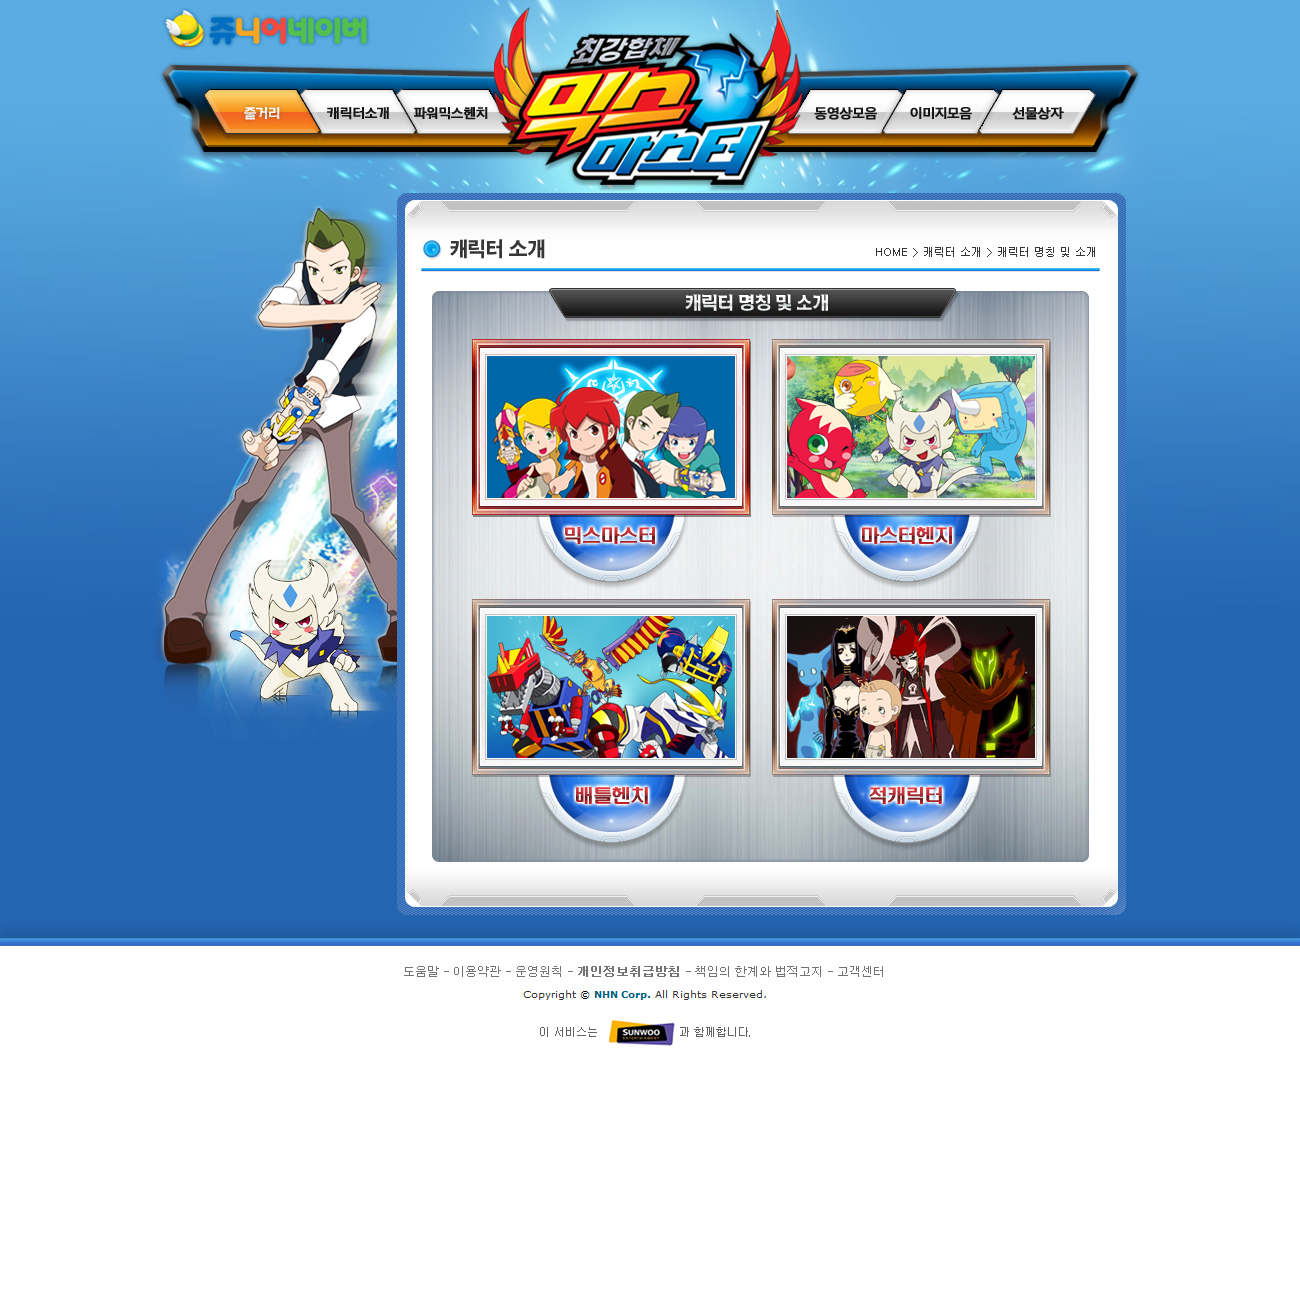 쥬니어네이버
최강합체
믹스
마스터
줄거리
캐릭터소개
파워믹스헨치
동영상모음
이미지모음
선물상자
캐릭터 소개
HOME > 캐릭터 소개 > 캐릭터 명칭 및 소개
캐릭터 명칭 및 소개
믹스마스터
마스터헨치
배틀헨치
적캐릭터
도움말 - 이용약관 - 운영원칙 - 개인정보취급방침 - 책임의 한계와 법적고지 - 고객센터
Copyright © NHN Corp. All Rights Reserved.
이 서비스는 SUNWOO ENTERTAINMENT 과 함께합니다.